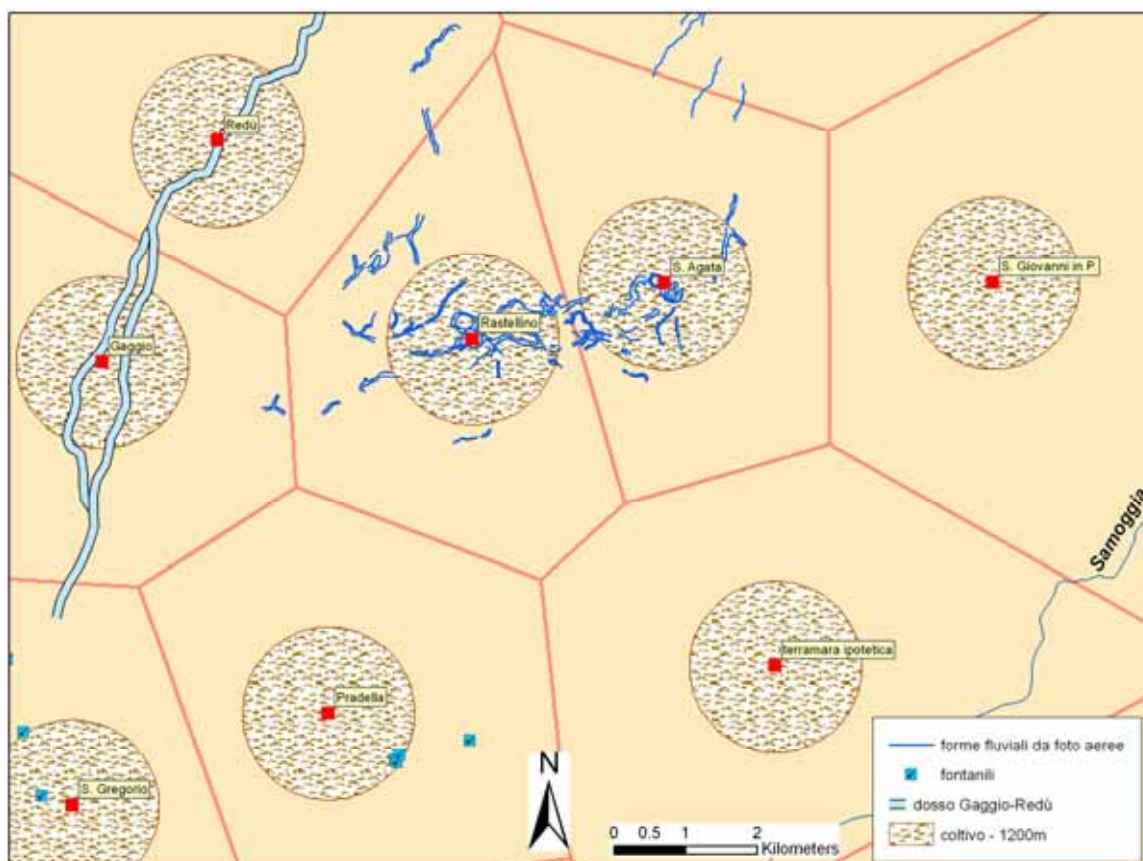 Redù
S. Agata
S. Giovanni in P
Rastellino
Gaggio
1
Samoggia
terramara ipotetica
Pradella
S. Gregorio
N
0 0.5 1 2
Kilometers
forme fluviali da foto aeree
fontanili
dosso Gaggio-Redù
coltivo - 1200m